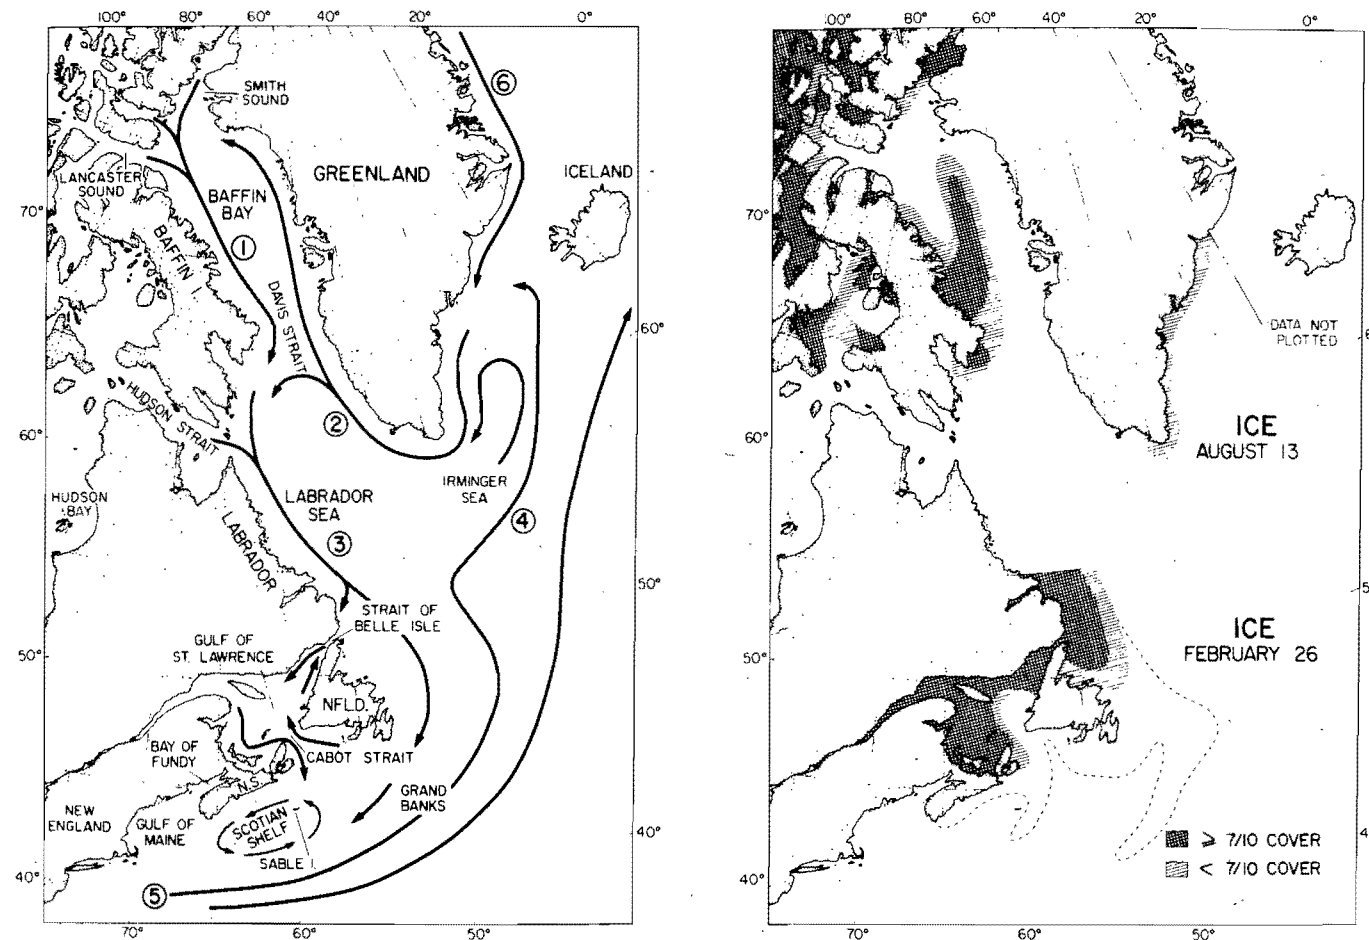 100° 80° 60° 40° 20° 0°
SMITH
SOUND
⑥
GREENLAND
ICELAND
LANCASTER
SOUND
BAFFIN
BAY
70°
①
BAFFIN I.
DAVIS STRAIT
60°
HUDSON STRAIT
60°
②
IRMINGER
SEA
HUDSON
BAY
LABRADOR
SEA
④
③
LABRADOR
50°
STRAIT OF
BELLE ISLE
GULF OF
ST. LAWRENCE
50°
NFLD.
BAY OF
FUNDY
CABOT STRAIT
N.S.
GRAND
BANKS
NEW
ENGLAND
GULF OF
MAINE
SCOTIAN
SHELF
40°
SABLE I.
40°
⑤
70° 60° 50°
100° 80° 60° 40° 20° 0°
70°
DATA NOT
PLOTTED
6
60°
ICE
AUGUST 13
5
ICE
FEBRUARY 26
50°
≥ 7/10 COVER
4
< 7/10 COVER
40°
70° 60° 50°